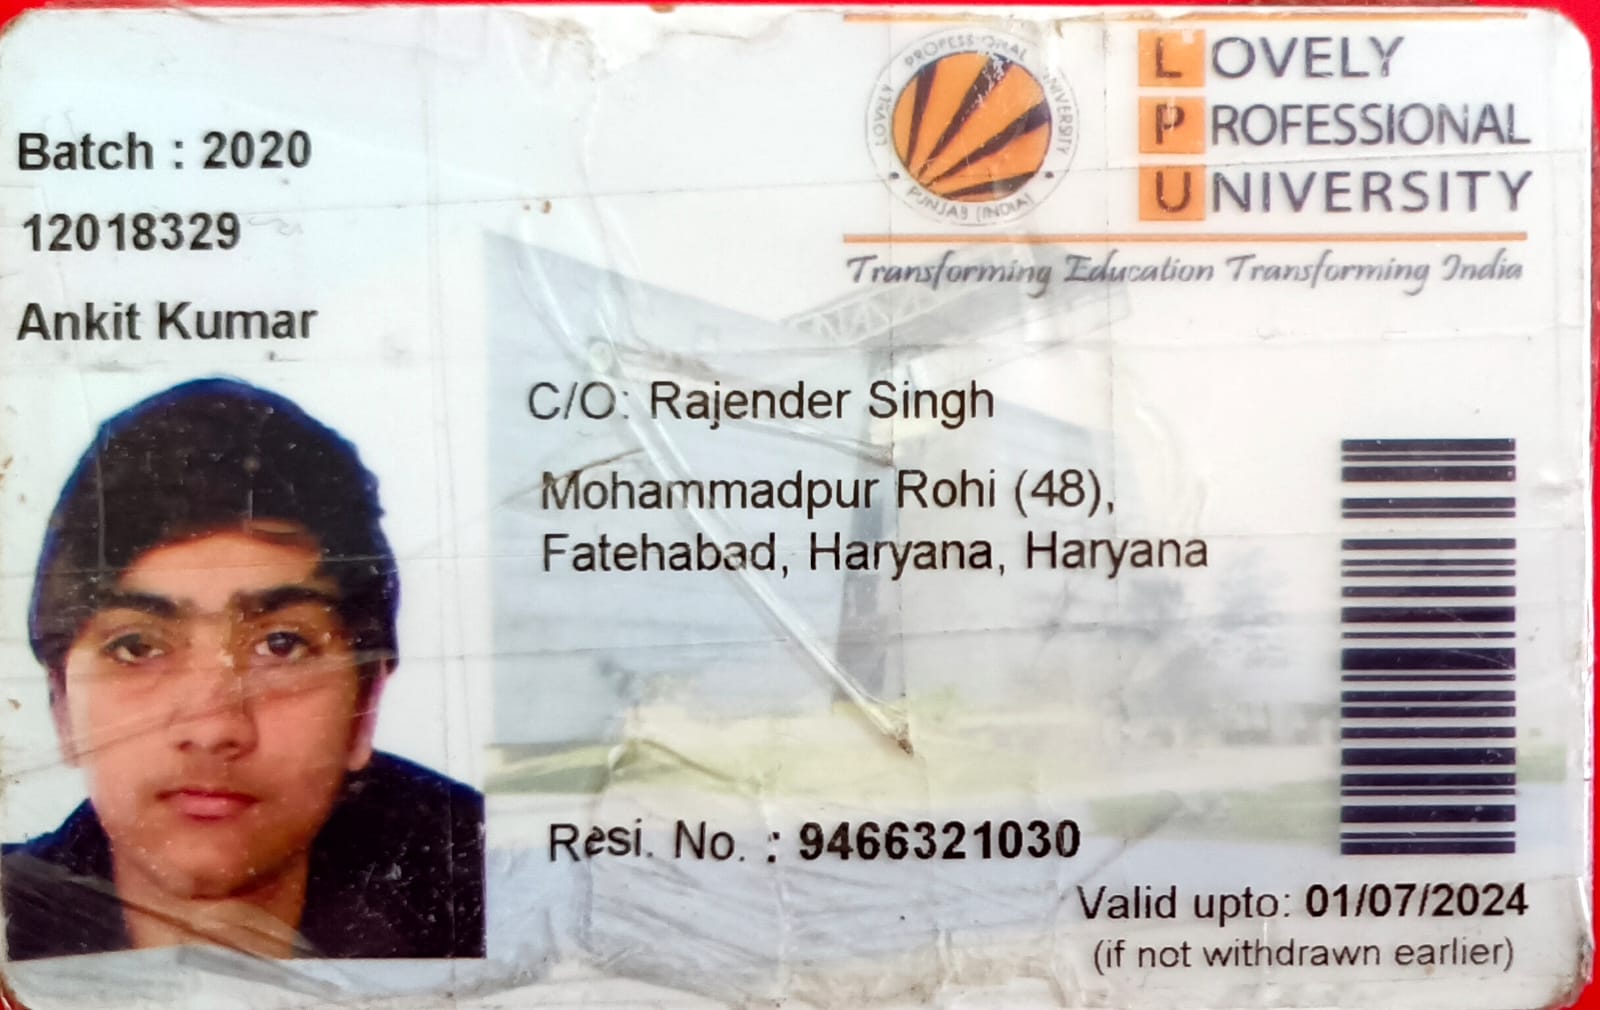 Batch : 2020
12018329
Ankit Kumar
LOVELY PROFESSIONAL UNIVERSITY
PUNJAB (INDIA)
LOVELY
PROFESSIONAL
UNIVERSITY
Transforming Education Transforming India
C/O: Rajender Singh
Mohammadpur Rohi (48),
Fatehabad, Haryana, Haryana
Resi. No. : 9466321030
Valid upto: 01/07/2024
(if not withdrawn earlier)